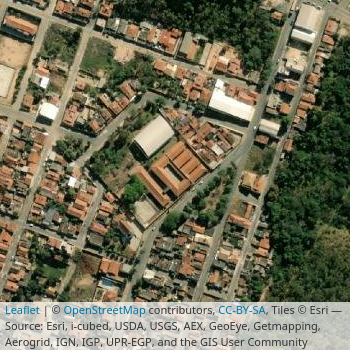 Leaflet | © OpenStreetMap contributors, CC-BY-SA, Tiles © Esri —
Source: Esri, i-cubed, USDA, USGS, AEX, GeoEye, Getmapping,
Aerogrid, IGN, IGP, UPR-EGP, and the GIS User Community